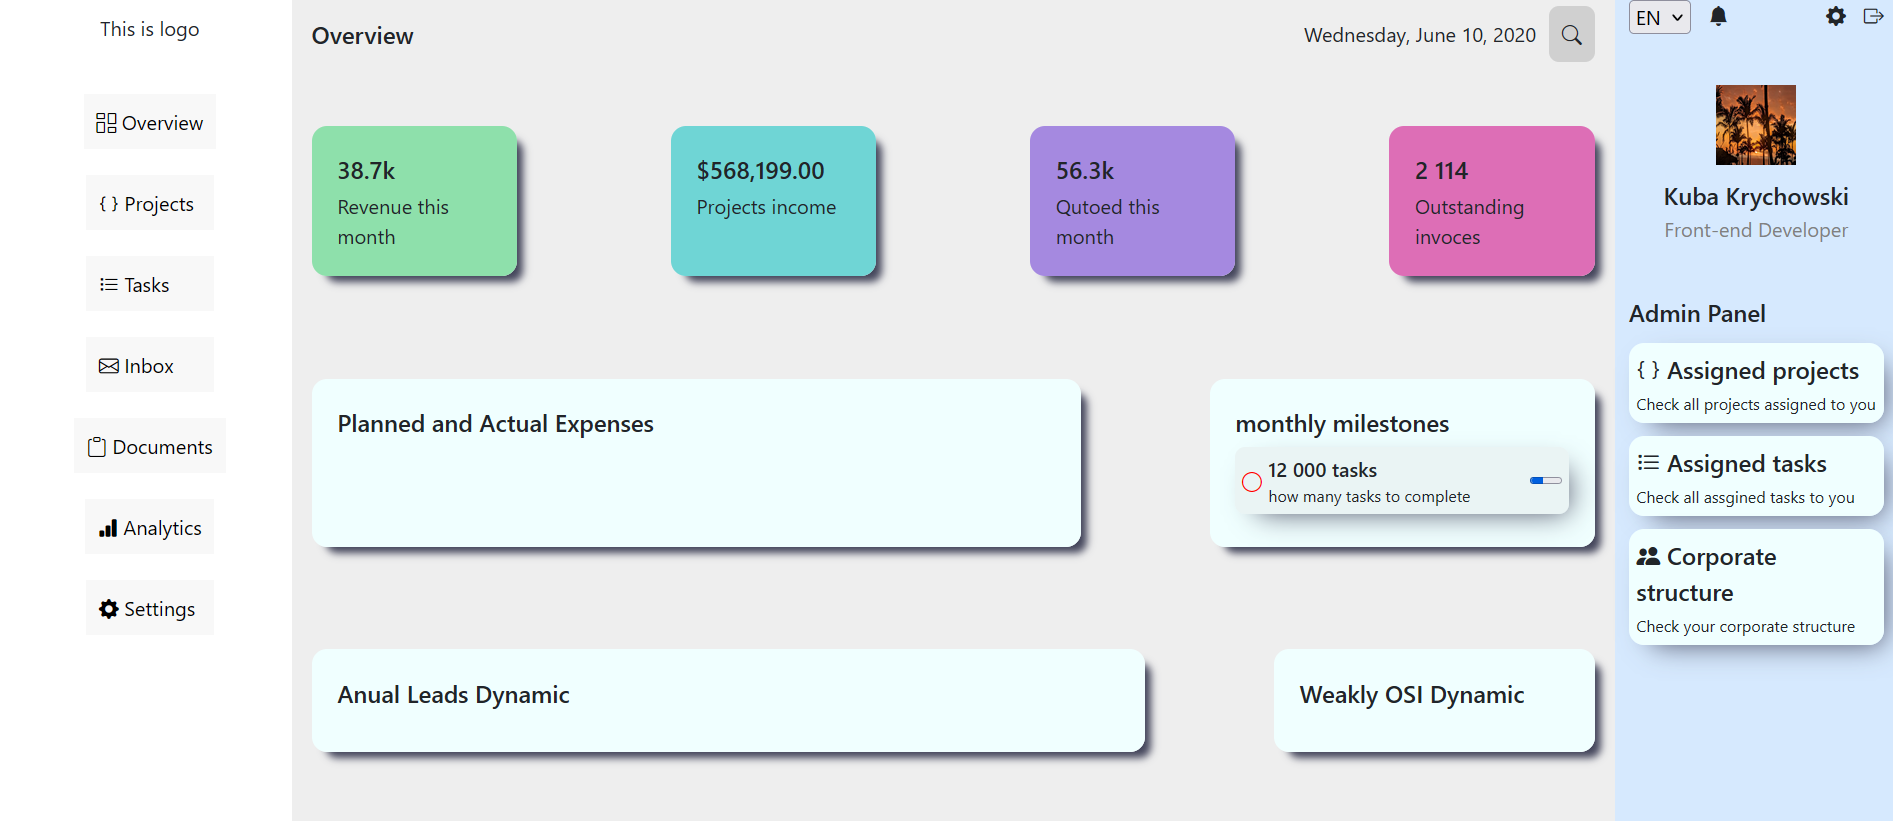 This is logo
Overview
Projects
Tasks
Inbox
Documents
Analytics
Settings
Overview
Wednesday, June 10, 2020
38.7k
Revenue this
month
$568,199.00
Projects income
56.3k
Qutoed this
month
2 114
Outstanding
invoces
Planned and Actual Expenses
monthly milestones
12 000 tasks
how many tasks to complete
Anual Leads Dynamic
Weakly OSI Dynamic
EN
Kuba Krychowski
Front-end Developer
Admin Panel
Assigned projects
Check all projects assigned to you
Assigned tasks
Check all assgined tasks to you
Corporate
structure
Check your corporate structure